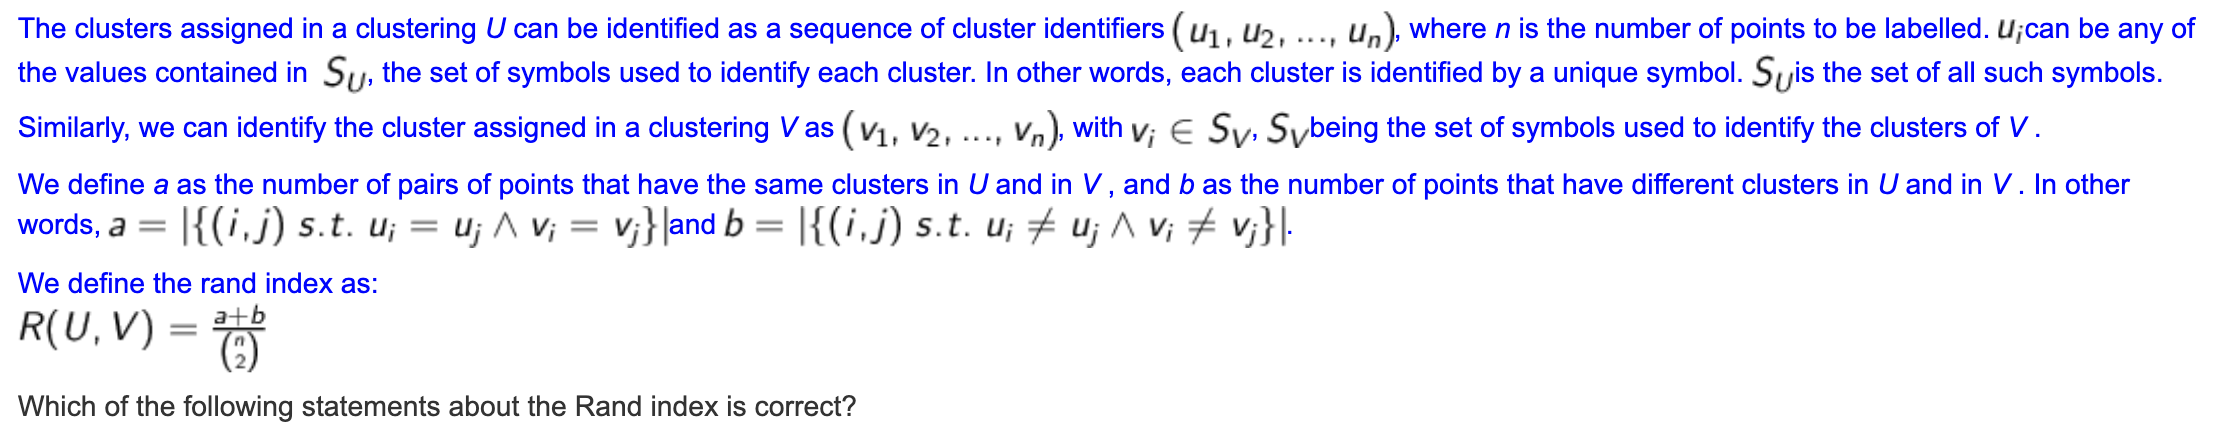 The clusters assigned in a clustering U can be identified as a sequence of cluster identifiers (u₁, u₂, ..., uₙ), where n is the number of points to be labelled. uᵢcan be any of
the values contained in S_U, the set of symbols used to identify each cluster. In other words, each cluster is identified by a unique symbol. S_Uis the set of all such symbols.
Similarly, we can identify the cluster assigned in a clustering V as (v₁, v₂, ..., vₙ), with vᵢ ∈ S_V, S_Vbeing the set of symbols used to identify the clusters of V .
We define a as the number of pairs of points that have the same clusters in U and in V , and b as the number of points that have different clusters in U and in V . In other
words, a = |{(i,j) s.t. uᵢ = uⱼ ∧ vᵢ = vⱼ}|and b = |{(i,j) s.t. uᵢ ≠ uⱼ ∧ vᵢ ≠ vⱼ}|.
We define the rand index as:
R(U, V) = \frac{a+b}{\binom{n}{2}}
Which of the following statements about the Rand index is correct?